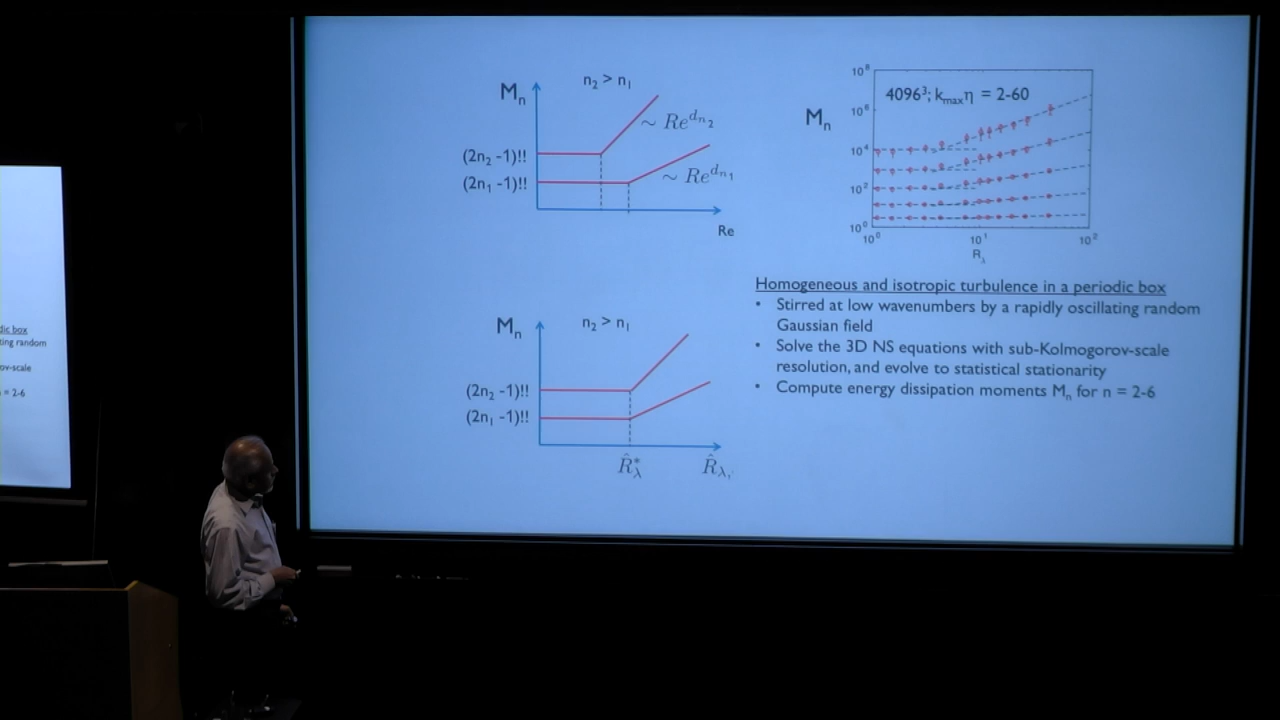 M_n
n₂ > n₁
~ Re^{d_{n_2}}
(2n₂ -1)!!
(2n₁ -1)!!
~ Re^{d_{n_1}}
Re
M_n
n₂ > n₁
(2n₂ -1)!!
(2n₁ -1)!!
R̂*_λ
R̂_λ,
M_n
10⁸
10⁶
10⁴
10²
10⁰
4096³; k_max η = 2-60
10⁰
10¹
10²
R_λ
Homogeneous and isotropic turbulence in a periodic box
• Stirred at low wavenumbers by a rapidly oscillating random
Gaussian field
• Solve the 3D NS equations with sub-Kolmogorov-scale
resolution, and evolve to statistical stationarity
• Compute energy dissipation moments M_n for n = 2-6
dic box
ting random
ov-scale
= 2-6